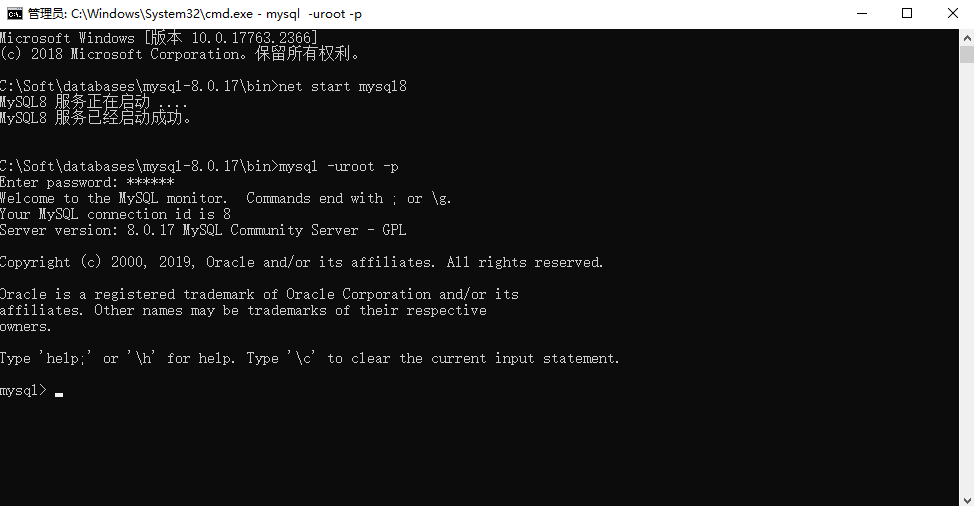 管理员: C:\Windows\System32\cmd.exe - mysql -uroot -p
Microsoft Windows [版本 10.0.17763.2366]
(c) 2018 Microsoft Corporation。保留所有权利。
C:\Soft\databases\mysql-8.0.17\bin>net start mysql8
MySQL8 服务正在启动 ....
MySQL8 服务已经启动成功。
C:\Soft\databases\mysql-8.0.17\bin>mysql -uroot -p
Enter password: ******
Welcome to the MySQL monitor.  Commands end with ; or \g.
Your MySQL connection id is 8
Server version: 8.0.17 MySQL Community Server - GPL
Copyright (c) 2000, 2019, Oracle and/or its affiliates. All rights reserved.
Oracle is a registered trademark of Oracle Corporation and/or its
affiliates. Other names may be trademarks of their respective
owners.
Type 'help;' or '\h' for help. Type '\c' to clear the current input statement.
mysql>